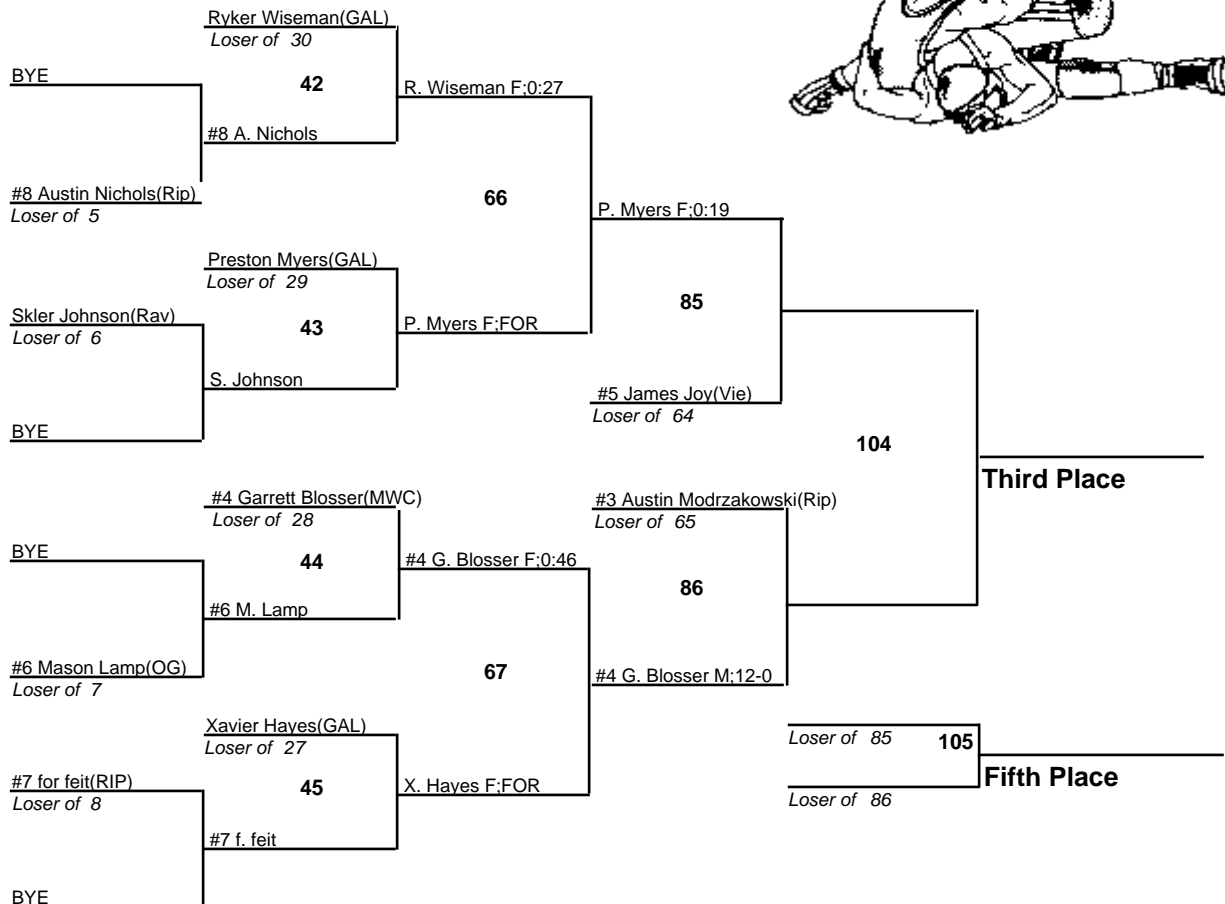 Ryker Wiseman(GAL)
Loser of 30
BYE
42
R. Wiseman F;0:27
#8 A. Nichols
#8 Austin Nichols(Rip)
Loser of 5
66
P. Myers F;0:19
Preston Myers(GAL)
Loser of 29
Skler Johnson(Rav)
Loser of 6
43
P. Myers F;FOR
85
S. Johnson
#5 James Joy(Vie)
Loser of 64
BYE
104
Third Place
#4 Garrett Blosser(MWC)
Loser of 28
#3 Austin Modrzakowski(Rip)
Loser of 65
BYE
44
#4 G. Blosser F;0:46
86
#6 M. Lamp
#6 Mason Lamp(OG)
Loser of 7
67
#4 G. Blosser M;12-0
Xavier Hayes(GAL)
Loser of 27
Loser of 85
105
#7 for feit(RIP)
Loser of 8
45
X. Hayes F;FOR
Loser of 86
Fifth Place
#7 f. feit
BYE